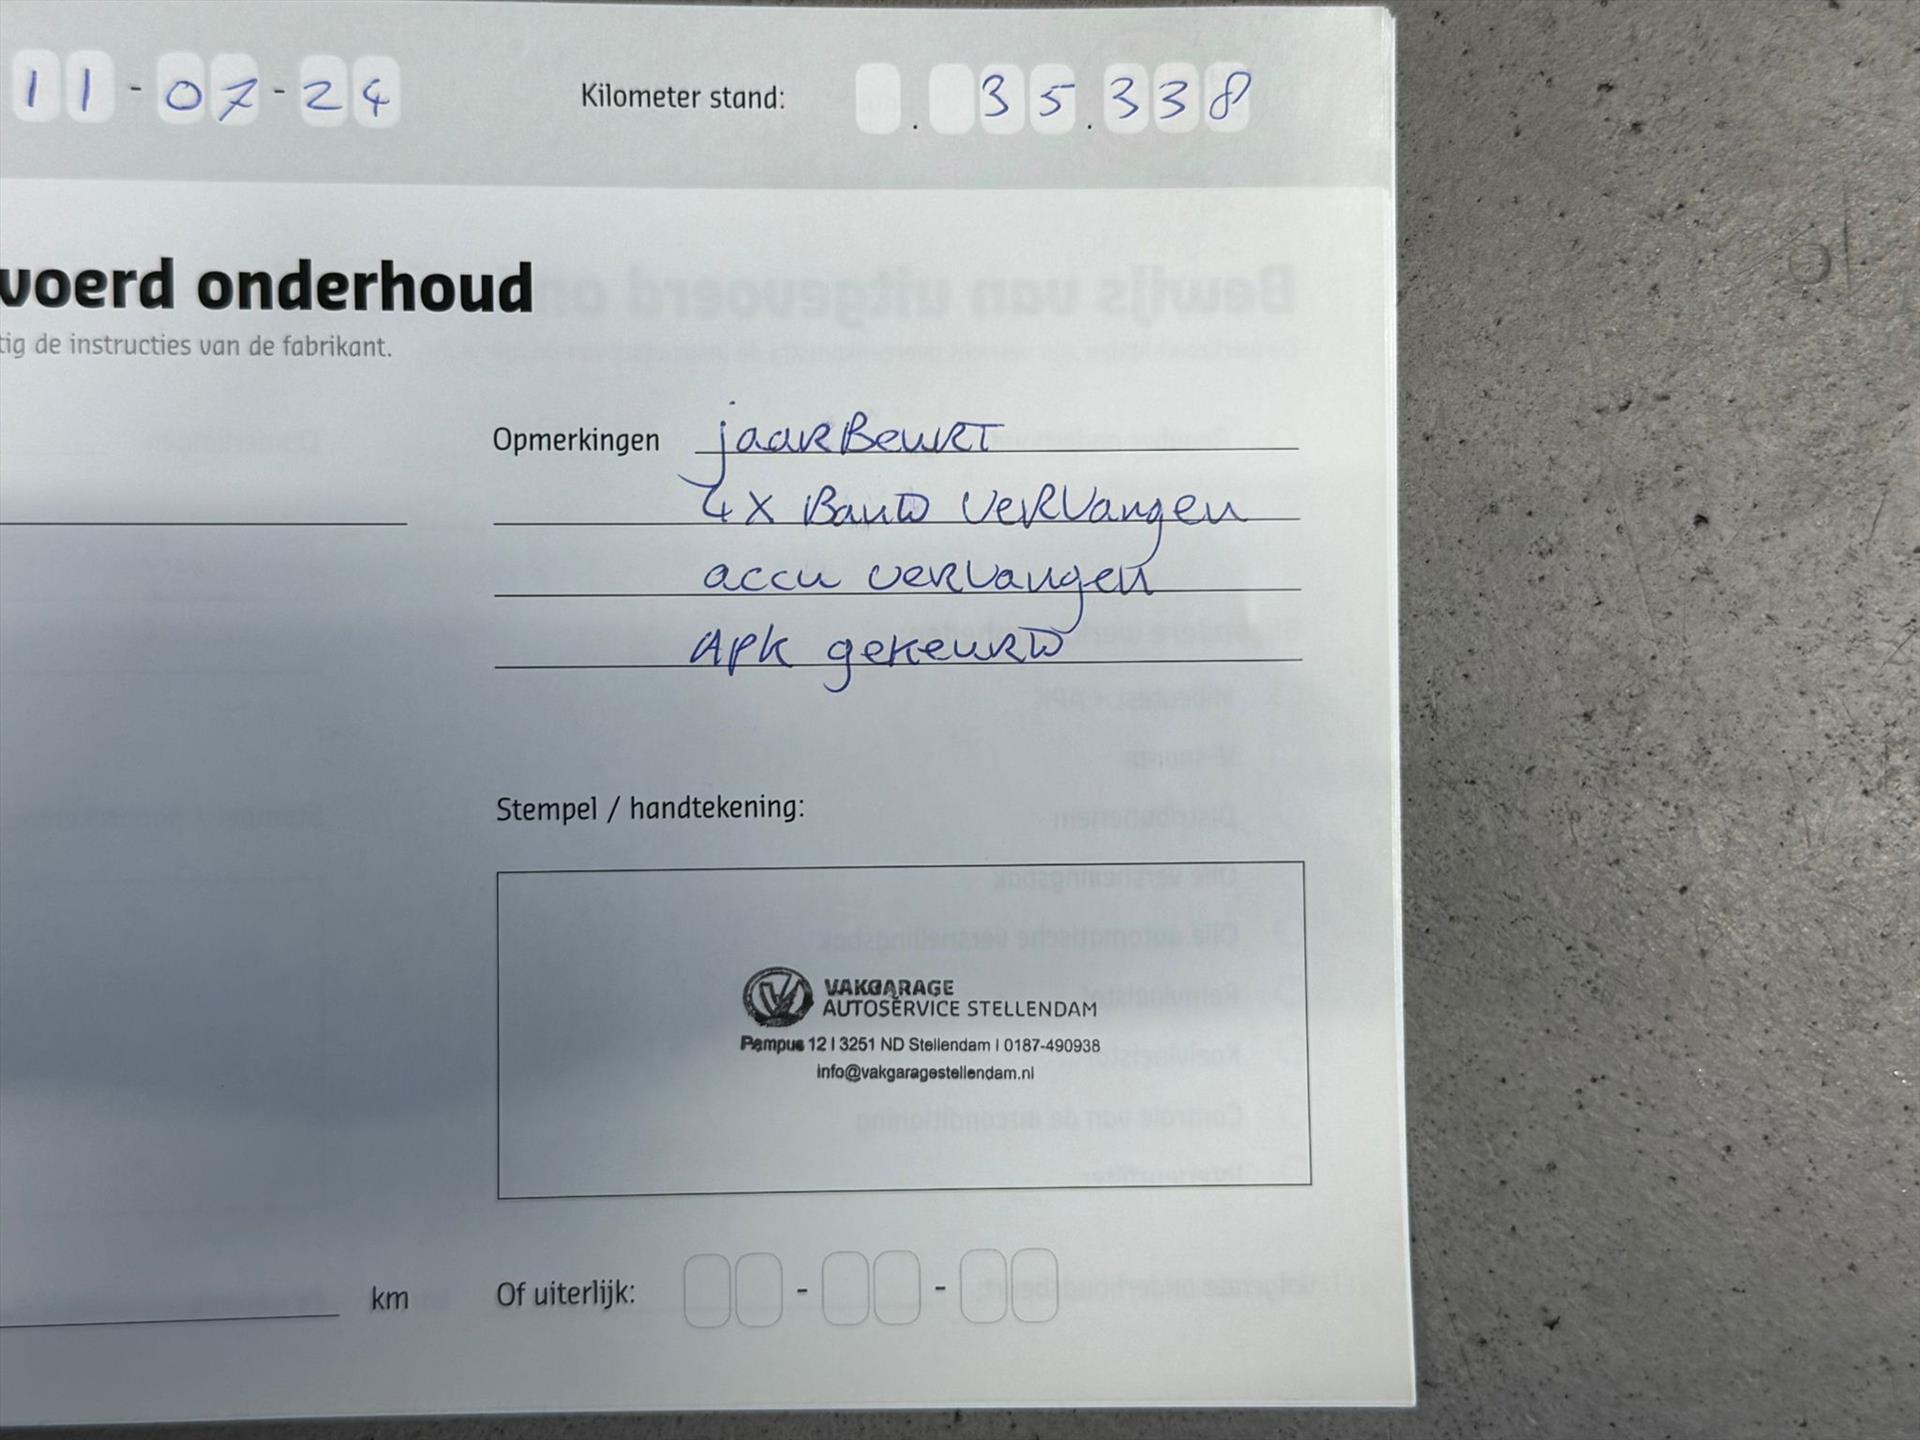 11-07-24 Kilometer stand: . 35.338
voerd onderhoud
tig de instructies van de fabrikant.
Opmerkingen jaarBeurt
4x Band vervangen
accu vervangen
APK gekeurd
Stempel / handtekening:
VAKGARAGE
AUTOSERVICE STELLENDAM
Pampus 12 | 3251 ND Stellendam | 0187-490938
info@vakgaragestellendam.nl
km Of uiterlijk: - -